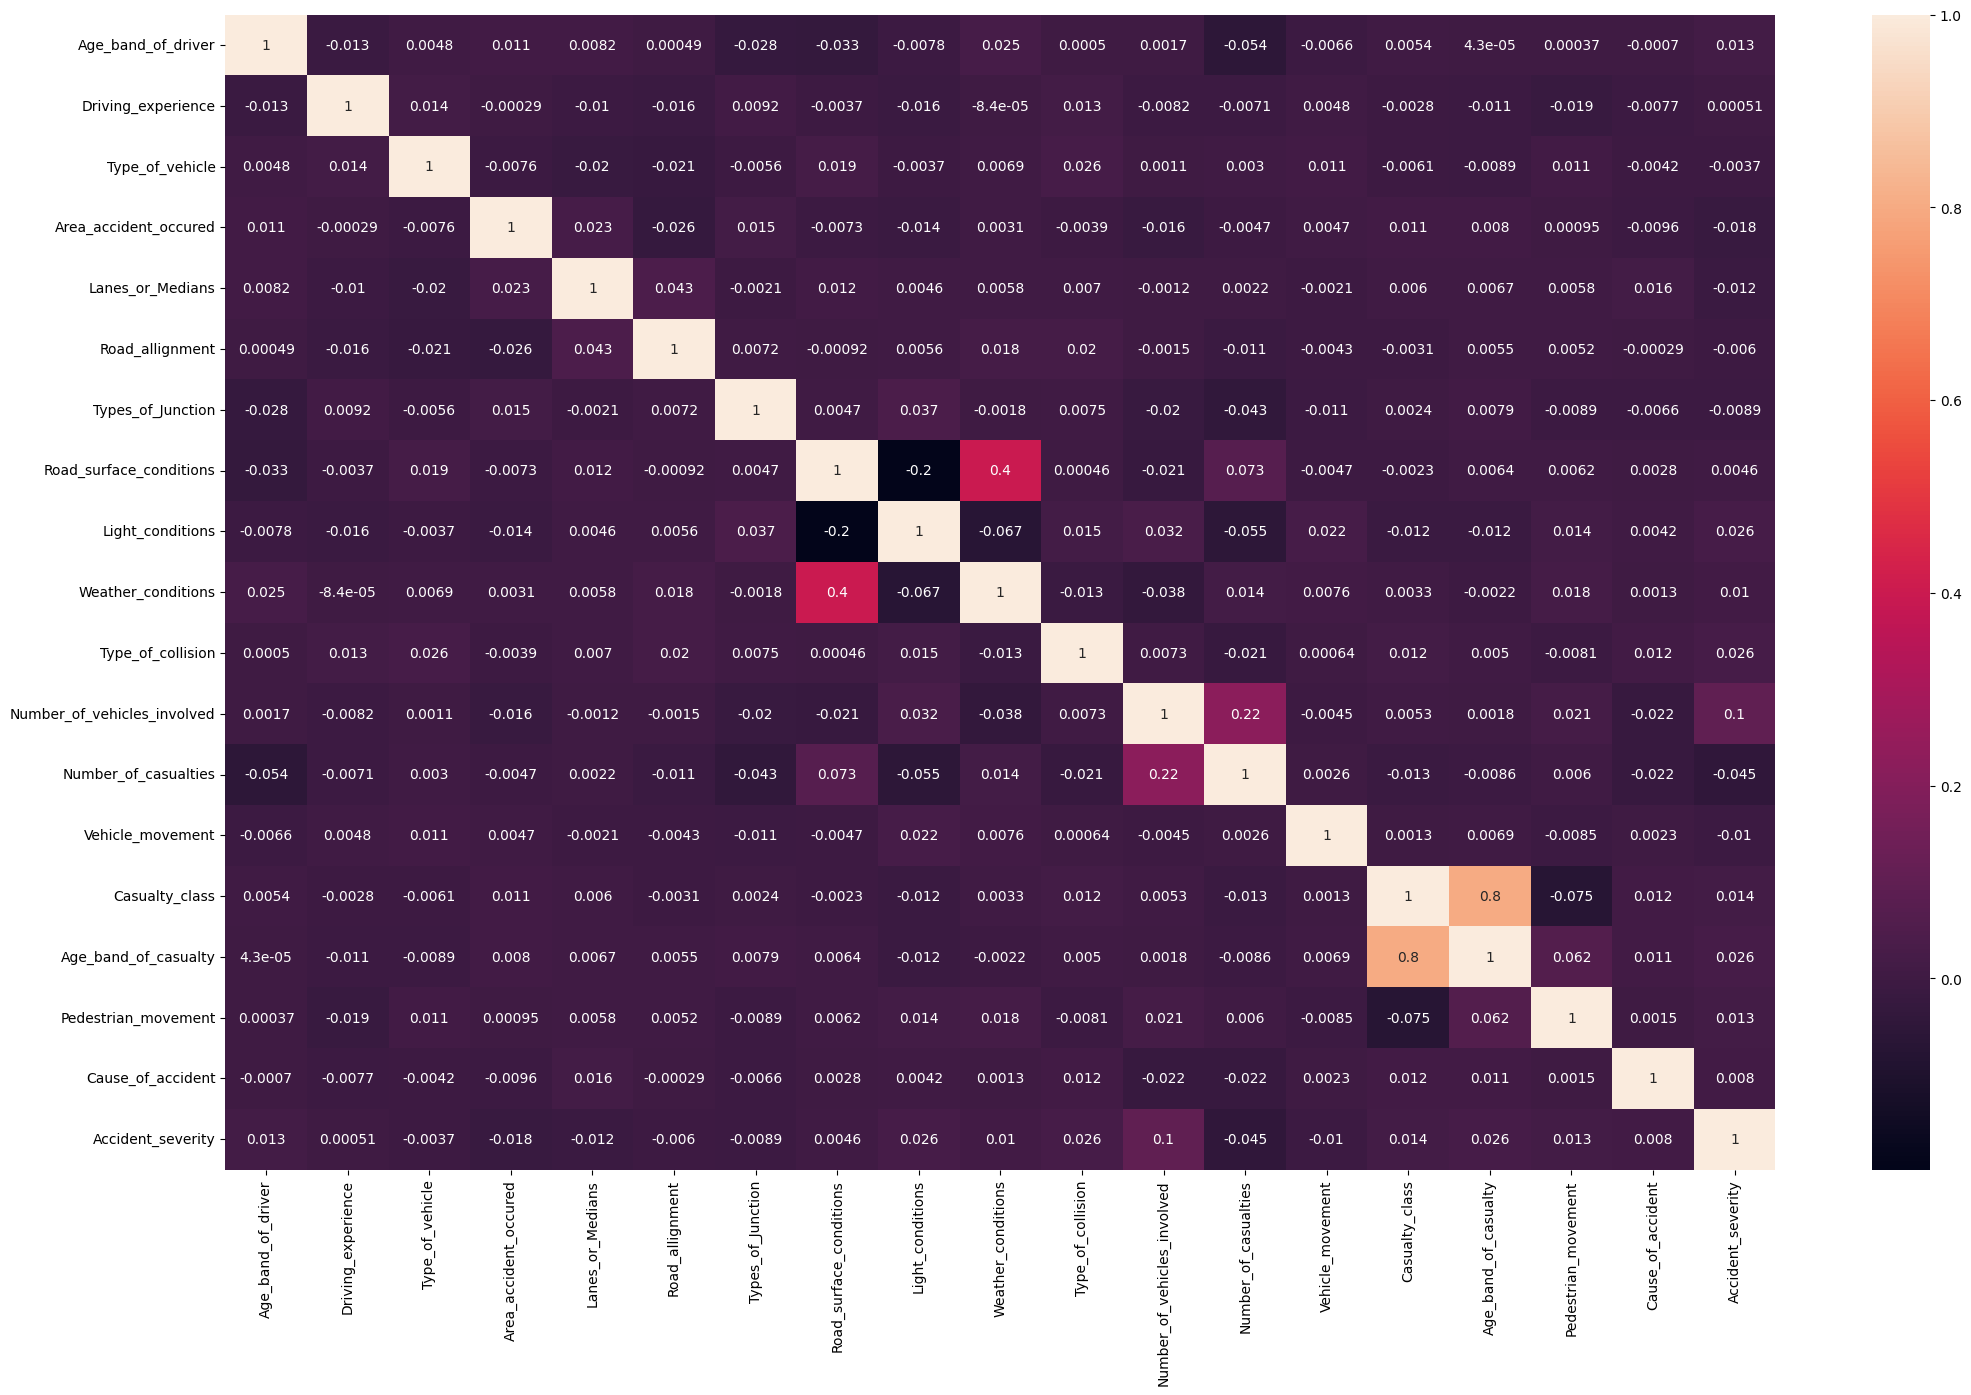 Age_band_of_driver 1 -0.013 0.0048 0.011 0.0082 0.00049 -0.028 -0.033 -0.0078 0.025 0.0005 0.0017 -0.054 -0.0066 0.0054 4.3e-05 0.00037 -0.0007 0.013 1.0
Driving_experience -0.013 1 0.014 -0.00029 -0.01 -0.016 0.0092 -0.0037 -0.016 -8.4e-05 0.013 -0.0082 -0.0071 0.0048 -0.0028 -0.011 -0.019 -0.0077 0.00051
Type_of_vehicle 0.0048 0.014 1 -0.0076 -0.02 -0.021 -0.0056 0.019 -0.0037 0.0069 0.026 0.0011 0.003 0.011 -0.0061 -0.0089 0.011 -0.0042 -0.0037
0.8
Area_accident_occured 0.011 -0.00029 -0.0076 1 0.023 -0.026 0.015 -0.0073 -0.014 0.0031 -0.0039 -0.016 -0.0047 0.0047 0.011 0.008 0.00095 -0.0096 -0.018
Lanes_or_Medians 0.0082 -0.01 -0.02 0.023 1 0.043 -0.0021 0.012 0.0046 0.0058 0.007 -0.0012 0.0022 -0.0021 0.006 0.0067 0.0058 0.016 -0.012
Road_allignment 0.00049 -0.016 -0.021 -0.026 0.043 1 0.0072 -0.00092 0.0056 0.018 0.02 -0.0015 -0.011 -0.0043 -0.0031 0.0055 0.0052 -0.00029 -0.006
0.6
Types_of_Junction -0.028 0.0092 -0.0056 0.015 -0.0021 0.0072 1 0.0047 0.037 -0.0018 0.0075 -0.02 -0.043 -0.011 0.0024 0.0079 -0.0089 -0.0066 -0.0089
Road_surface_conditions -0.033 -0.0037 0.019 -0.0073 0.012 -0.00092 0.0047 1 -0.2 0.4 0.00046 -0.021 0.073 -0.0047 -0.0023 0.0064 0.0062 0.0028 0.0046
Light_conditions -0.0078 -0.016 -0.0037 -0.014 0.0046 0.0056 0.037 -0.2 1 -0.067 0.015 0.032 -0.055 0.022 -0.012 -0.012 0.014 0.0042 0.026
Weather_conditions 0.025 -8.4e-05 0.0069 0.0031 0.0058 0.018 -0.0018 0.4 -0.067 1 -0.013 -0.038 0.014 0.0076 0.0033 -0.0022 0.018 0.0013 0.01 0.4
Type_of_collision 0.0005 0.013 0.026 -0.0039 0.007 0.02 0.0075 0.00046 0.015 -0.013 1 0.0073 -0.021 0.00064 0.012 0.005 -0.0081 0.012 0.026
Number_of_vehicles_involved 0.0017 -0.0082 0.0011 -0.016 -0.0012 -0.0015 -0.02 -0.021 0.032 -0.038 0.0073 1 0.22 -0.0045 0.0053 0.0018 0.021 -0.022 0.1
Number_of_casualties -0.054 -0.0071 0.003 -0.0047 0.0022 -0.011 -0.043 0.073 -0.055 0.014 -0.021 0.22 1 0.0026 -0.013 -0.0086 0.006 -0.022 -0.045
0.2
Vehicle_movement -0.0066 0.0048 0.011 0.0047 -0.0021 -0.0043 -0.011 -0.0047 0.022 0.0076 0.00064 -0.0045 0.0026 1 0.0013 0.0069 -0.0085 0.0023 -0.01
Casualty_class 0.0054 -0.0028 -0.0061 0.011 0.006 -0.0031 0.0024 -0.0023 -0.012 0.0033 0.012 0.0053 -0.013 0.0013 1 0.8 -0.075 0.012 0.014
Age_band_of_casualty 4.3e-05 -0.011 -0.0089 0.008 0.0067 0.0055 0.0079 0.0064 -0.012 -0.0022 0.005 0.0018 -0.0086 0.0069 0.8 1 0.062 0.011 0.026
0.0
Pedestrian_movement 0.00037 -0.019 0.011 0.00095 0.0058 0.0052 -0.0089 0.0062 0.014 0.018 -0.0081 0.021 0.006 -0.0085 -0.075 0.062 1 0.0015 0.013
Cause_of_accident -0.0007 -0.0077 -0.0042 -0.0096 0.016 -0.00029 -0.0066 0.0028 0.0042 0.0013 0.012 -0.022 -0.022 0.0023 0.012 0.011 0.0015 1 0.008
Accident_severity 0.013 0.00051 -0.0037 -0.018 -0.012 -0.006 -0.0089 0.0046 0.026 0.01 0.026 0.1 -0.045 -0.01 0.014 0.026 0.013 0.008 1
Age_band_of_driver
Driving_experience
Type_of_vehicle
Area_accident_occured
Lanes_or_Medians
Road_allignment
Types_of_Junction
Road_surface_conditions
Light_conditions
Weather_conditions
Type_of_collision
Number_of_vehicles_involved
Number_of_casualties
Vehicle_movement
Casualty_class
Age_band_of_casualty
Pedestrian_movement
Cause_of_accident
Accident_severity